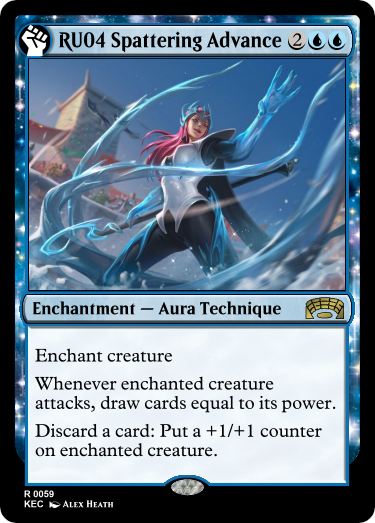 RU04 Spattering Advance 2
Enchantment — Aura Technique
Enchant creature
Whenever enchanted creature
attacks, draw cards equal to its power.
Discard a card: Put a +1/+1 counter
on enchanted creature.
R 0059
KEC Alex Heath